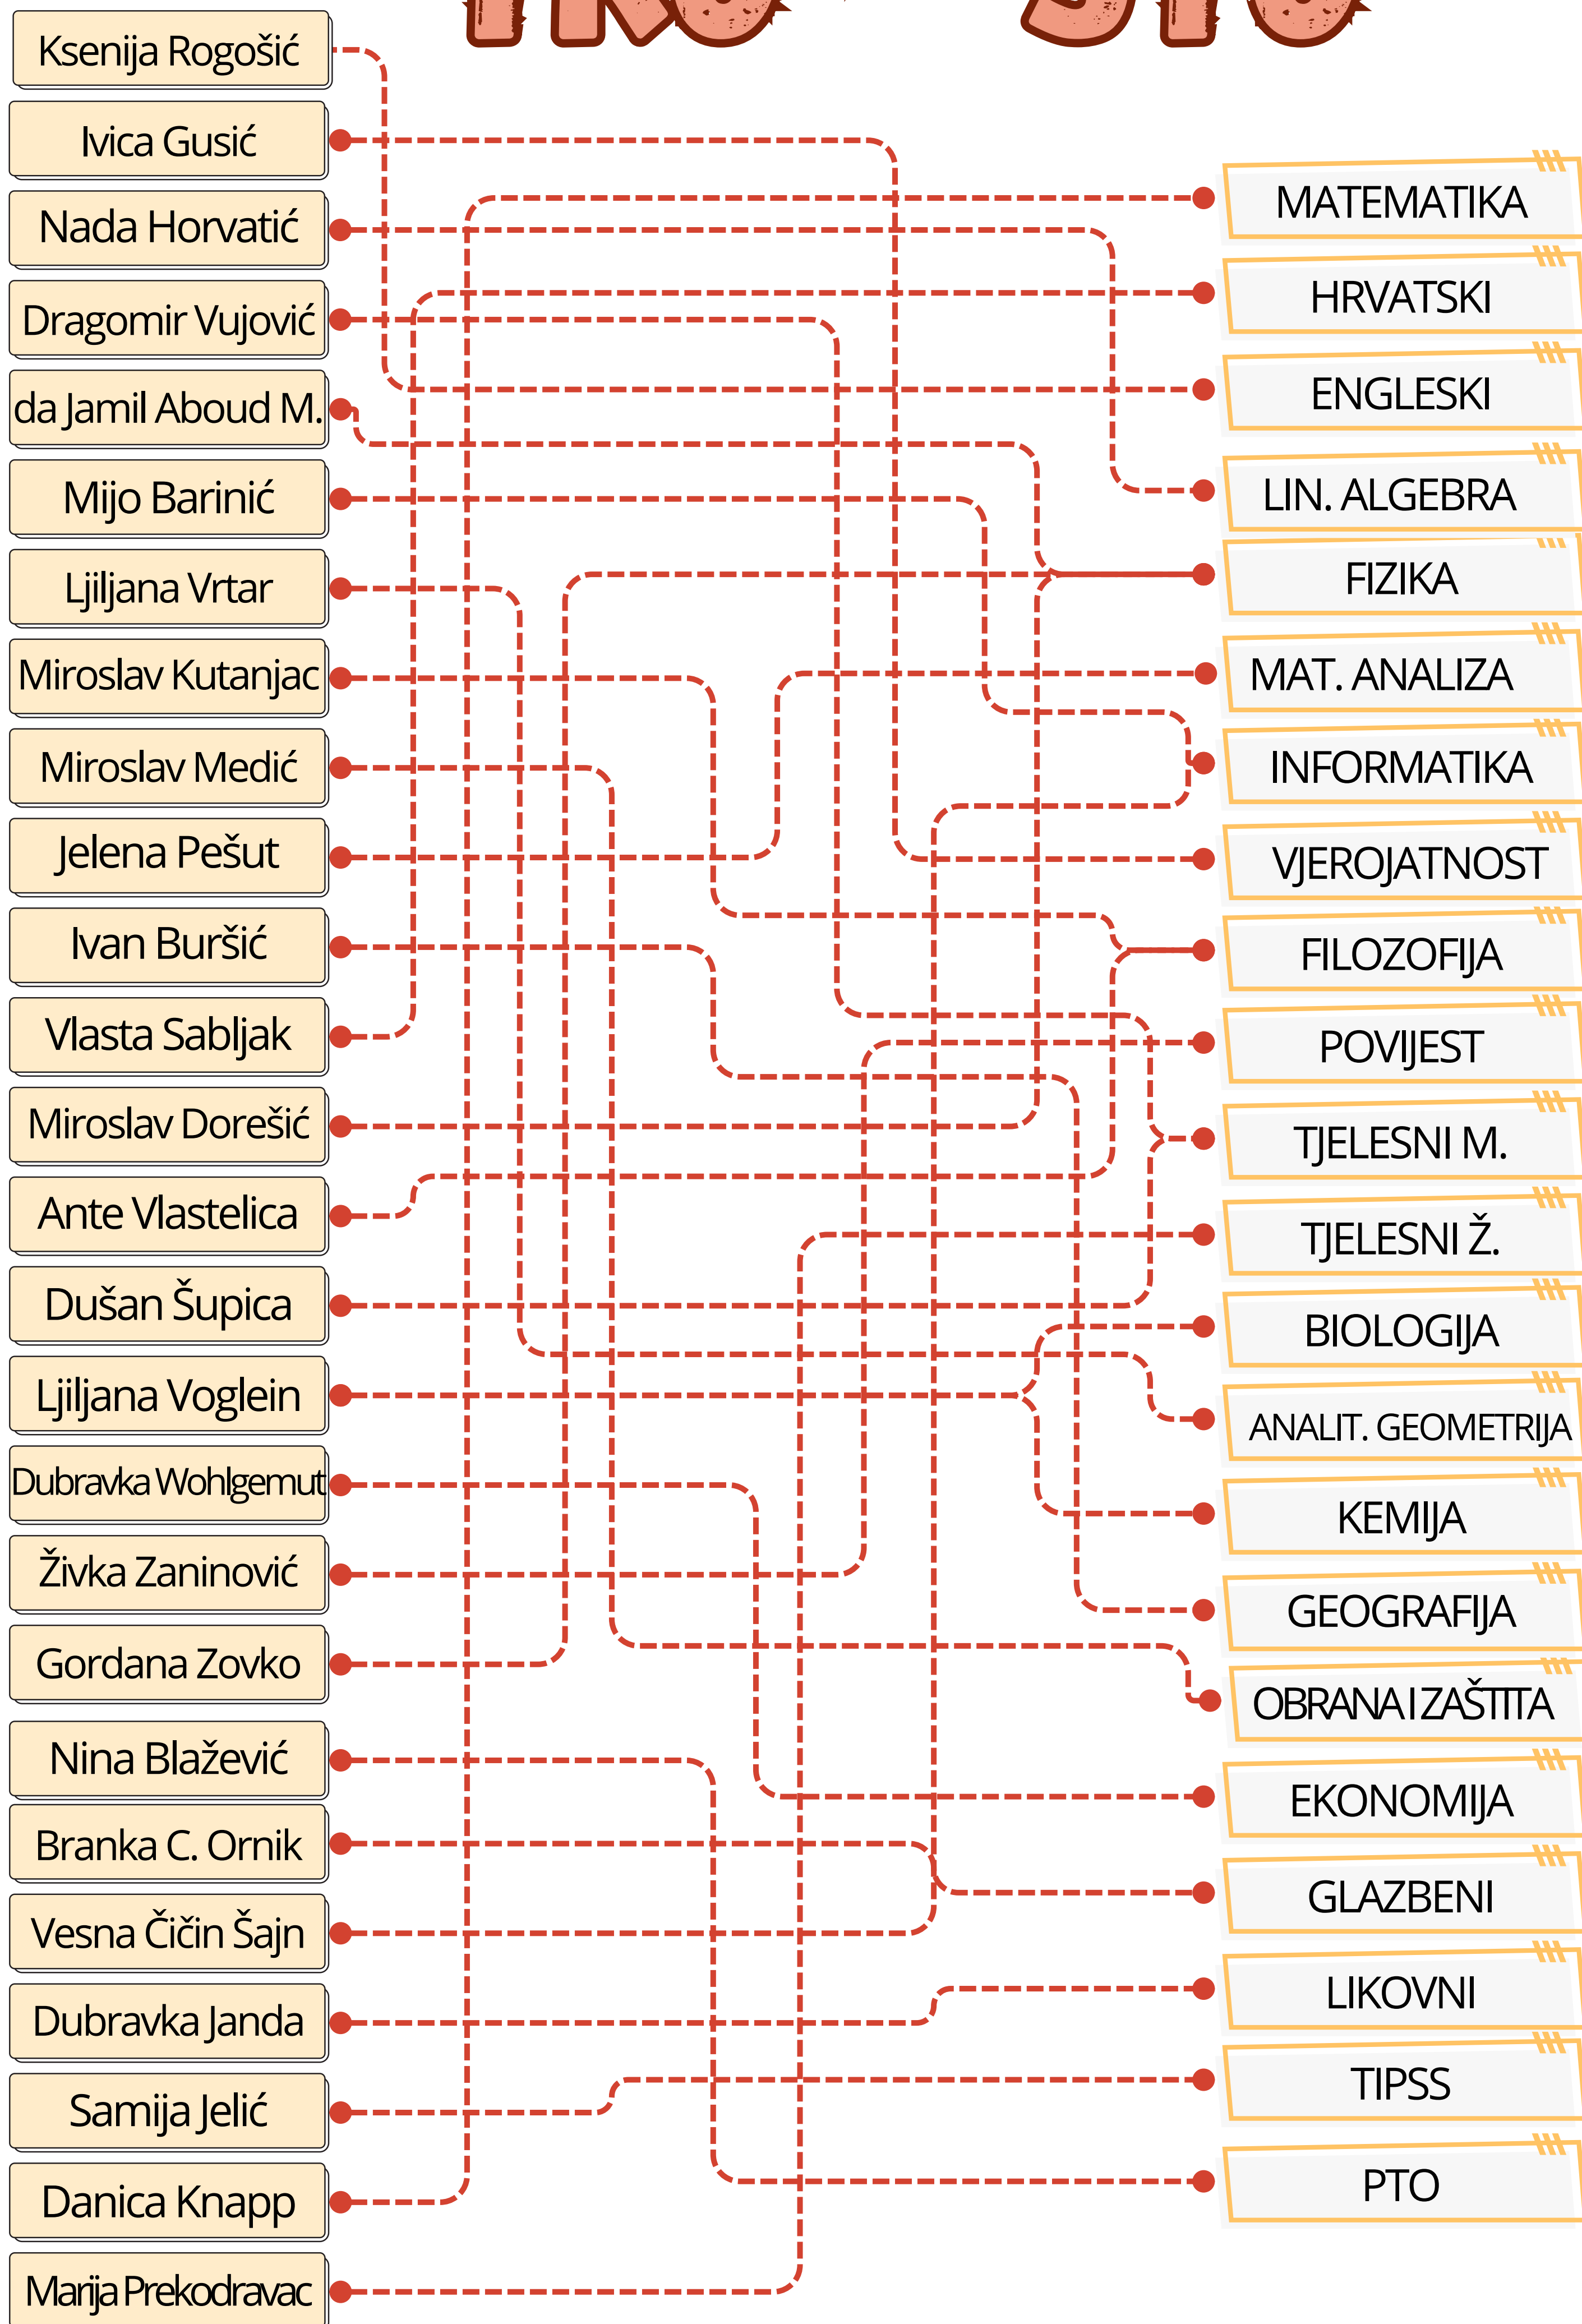 Ksenija Rogošić
Ivica Gusić
Nada Horvatić
Dragomir Vujović
da Jamil Aboud M.
Mijo Barinić
Ljiljana Vrtar
Miroslav Kutanjac
Miroslav Medić
Jelena Pešut
Ivan Buršić
Vlasta Sabljak
Miroslav Dorešić
Ante Vlastelica
Dušan Šupica
Ljiljana Voglein
Dubravka Wohlgemut
Živka Zaninović
Gordana Zovko
Nina Blažević
Branka C. Ornik
Vesna Čičin Šajn
Dubravka Janda
Samija Jelić
Danica Knapp
Marija Prekodravac
MATEMATIKA
HRVATSKI
ENGLESKI
LIN. ALGEBRA
FIZIKA
MAT. ANALIZA
INFORMATIKA
VJEROJATNOST
FILOZOFIJA
POVIJEST
TJELESNI M.
TJELESNI Ž.
BIOLOGIJA
ANALIT. GEOMETRIJA
KEMIJA
GEOGRAFIJA
OBRANA I ZAŠTITA
EKONOMIJA
GLAZBENI
LIKOVNI
TIPSS
PTO